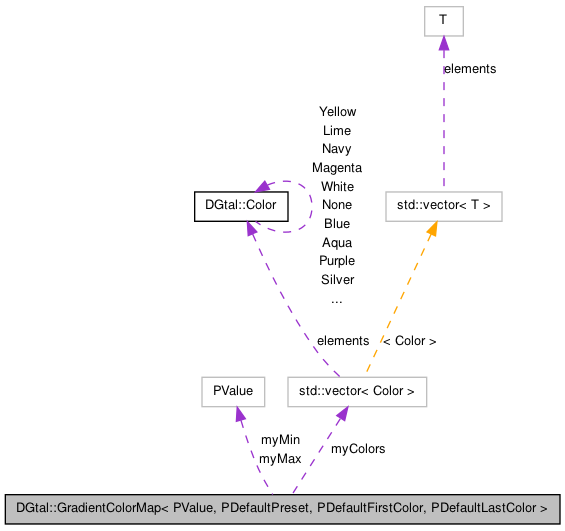 T
elements
Yellow
Lime
Navy
Magenta
White
None
Blue
Aqua
Purple
Silver
...
DGtal::Color
std::vector< T >
elements
< Color >
PValue
std::vector< Color >
myMin
myMax
myColors
DGtal::GradientColorMap< PValue, PDefaultPreset, PDefaultFirstColor, PDefaultLastColor >